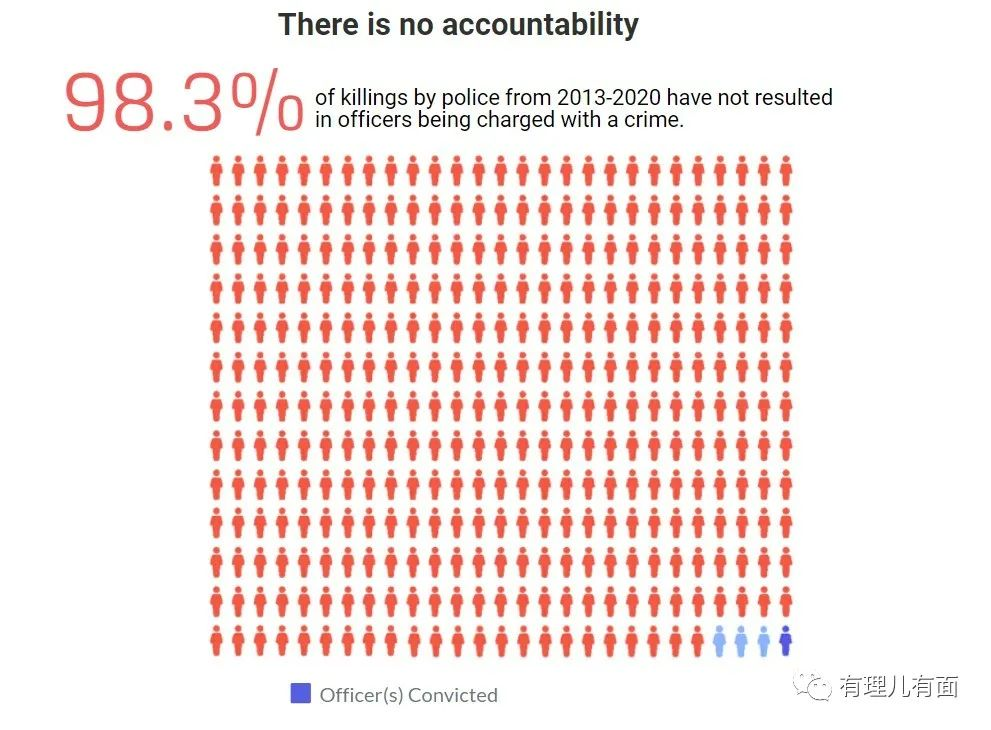 There is no accountability
98.3%
of killings by police from 2013-2020 have not resulted
in officers being charged with a crime.
Officer(s) Convicted
有理儿有面